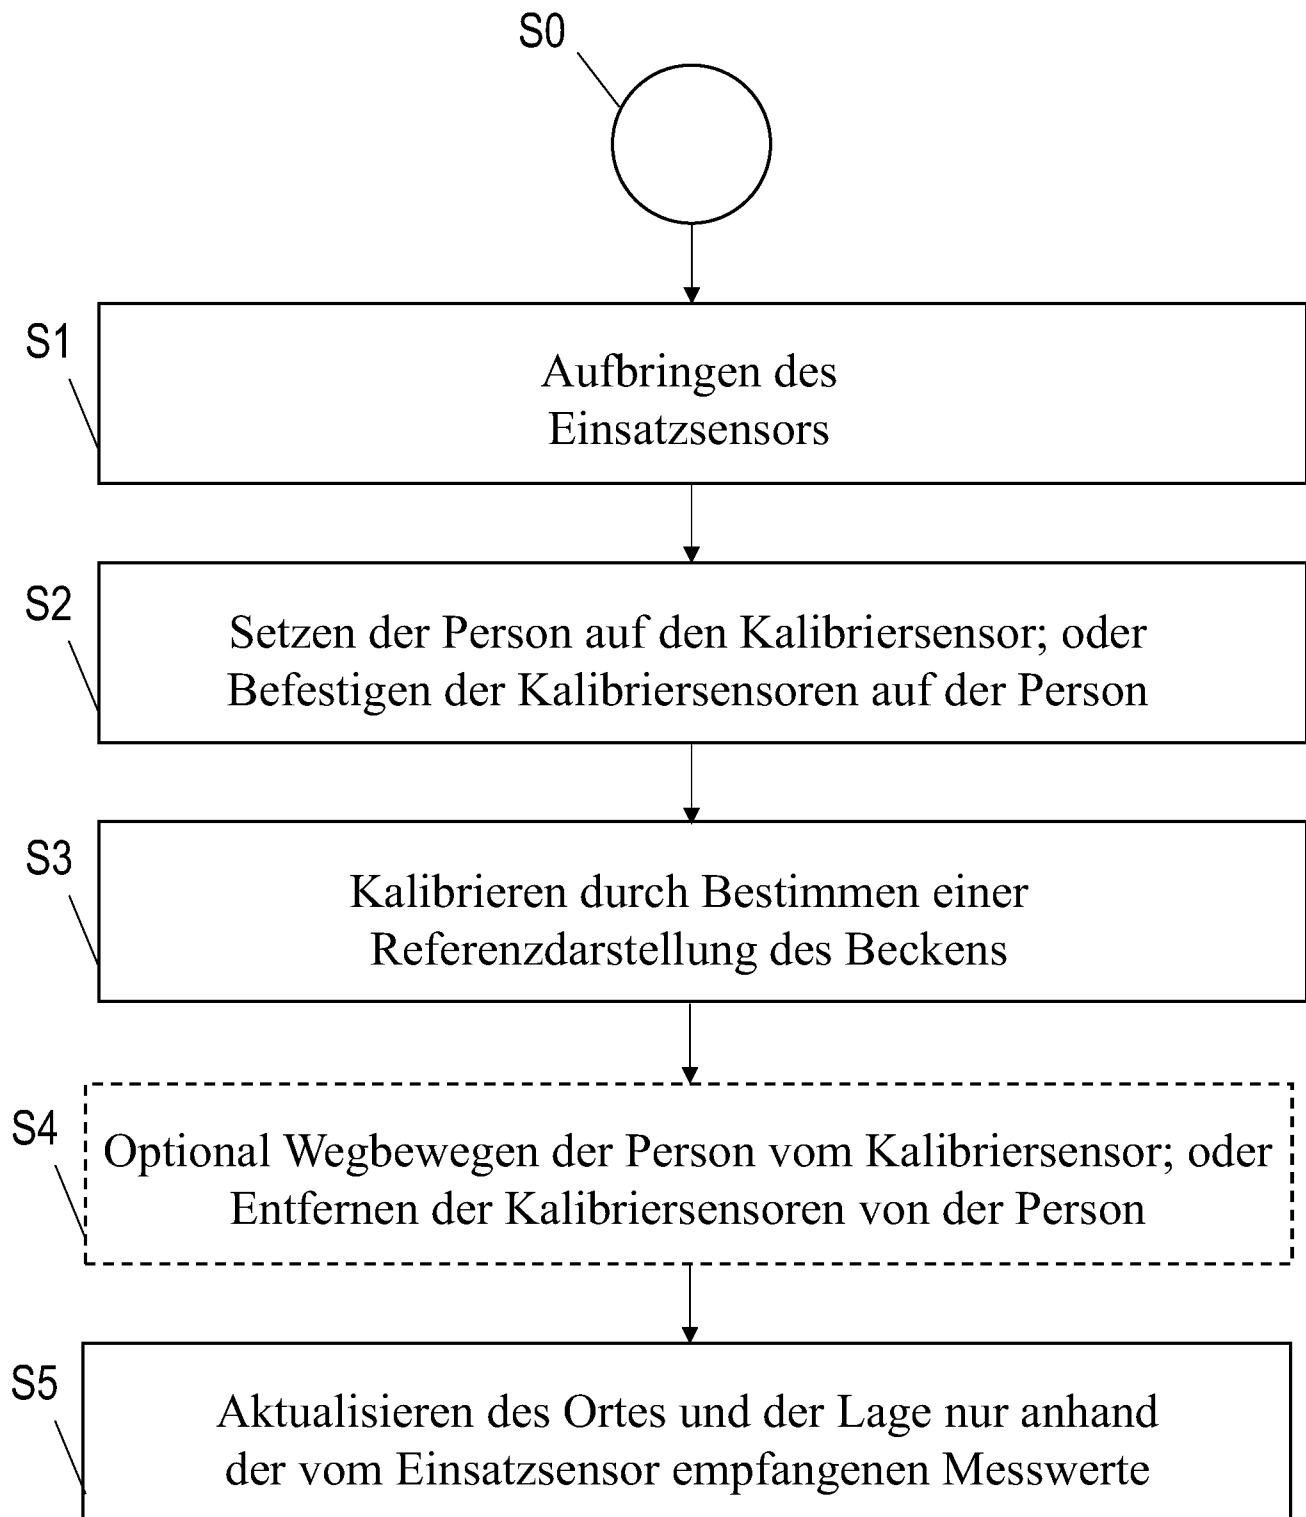 S0
S1
Aufbringen des
Einsatzsensors
S2
Setzen der Person auf den Kalibriersensor; oder
Befestigen der Kalibriersensoren auf der Person
S3
Kalibrieren durch Bestimmen einer
Referenzdarstellung des Beckens
S4
Optional Wegbewegen der Person vom Kalibriersensor; oder
Entfernen der Kalibriersensoren von der Person
S5
Aktualisieren des Ortes und der Lage nur anhand
der vom Einsatzsensor empfangenen Messwerte